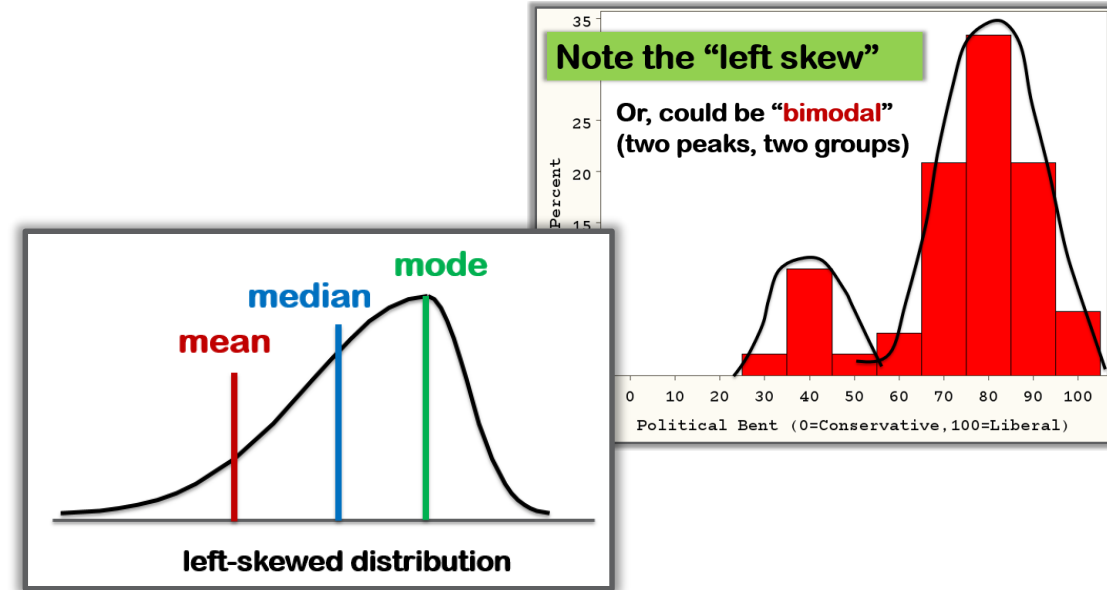 35
Note the “left skew”
Or, could be “bimodal”
(two peaks, two groups)
25
20
15
Percent
0 10 20 30 40 50 60 70 80 90 100
Political Bent (0=Conservative,100=Liberal)
mode
median
mean
left-skewed distribution